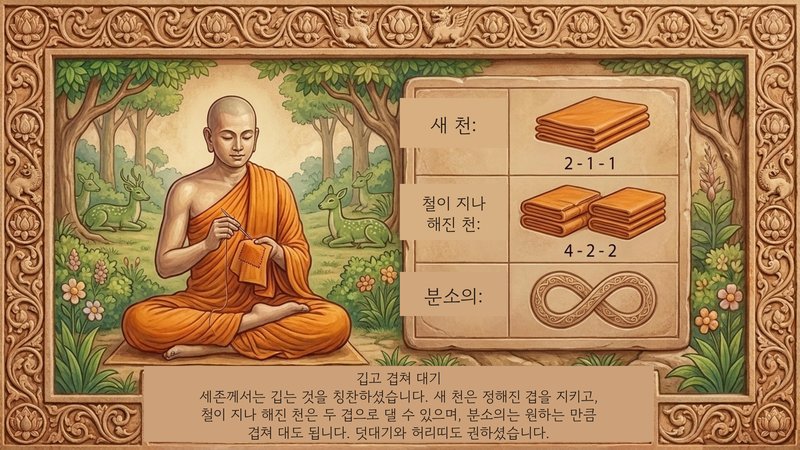 새 천:
2-1-1
철이 지나
해진 천:
4-2-2
분소의:
깁고 겹쳐 대기
세존께서는 깁는 것을 칭찬하셨습니다. 새 천은 정해진 겹을 지키고,
철이 지나 해진 천은 두 겹으로 댈 수 있으며, 분소의는 원하는 만큼
겹쳐 대도 됩니다. 덧대기와 허리띠도 권하셨습니다.